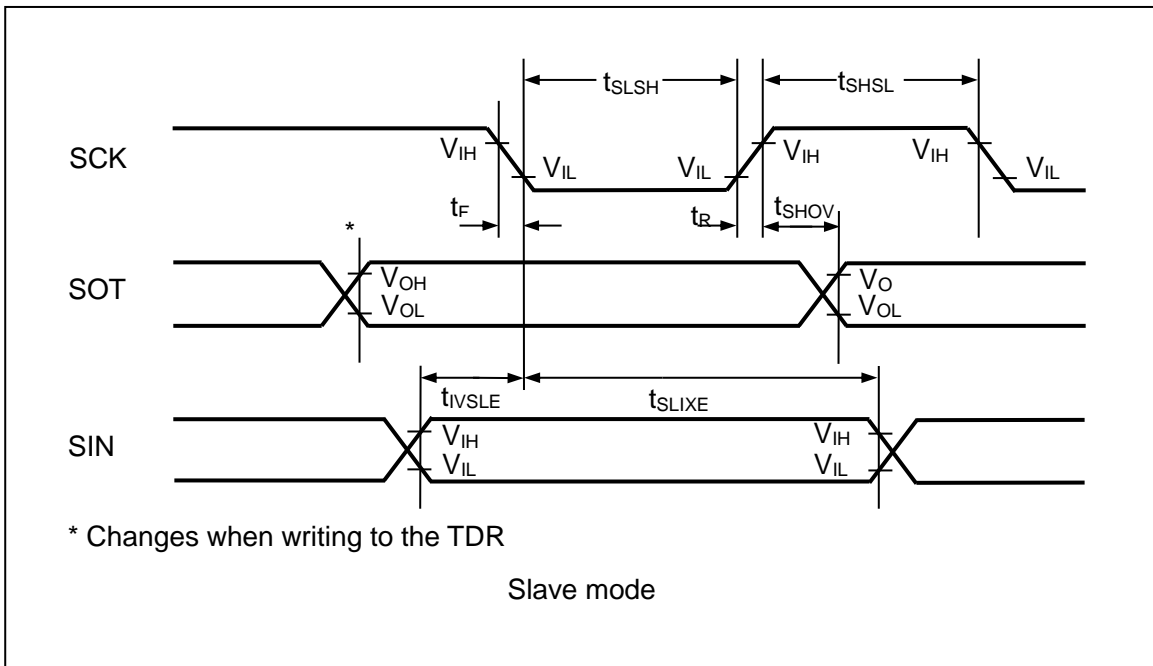 tSLSH
tSHSL
SCK
VIH
VIL
VIL
VIH
VIH
VIL
tF
tR
tSHOV
*
SOT
VOH
VO
VOL
VOL
tIVSLE
tSLIXE
SIN
VIH
VIH
VIL
VIL
* Changes when writing to the TDR
Slave mode